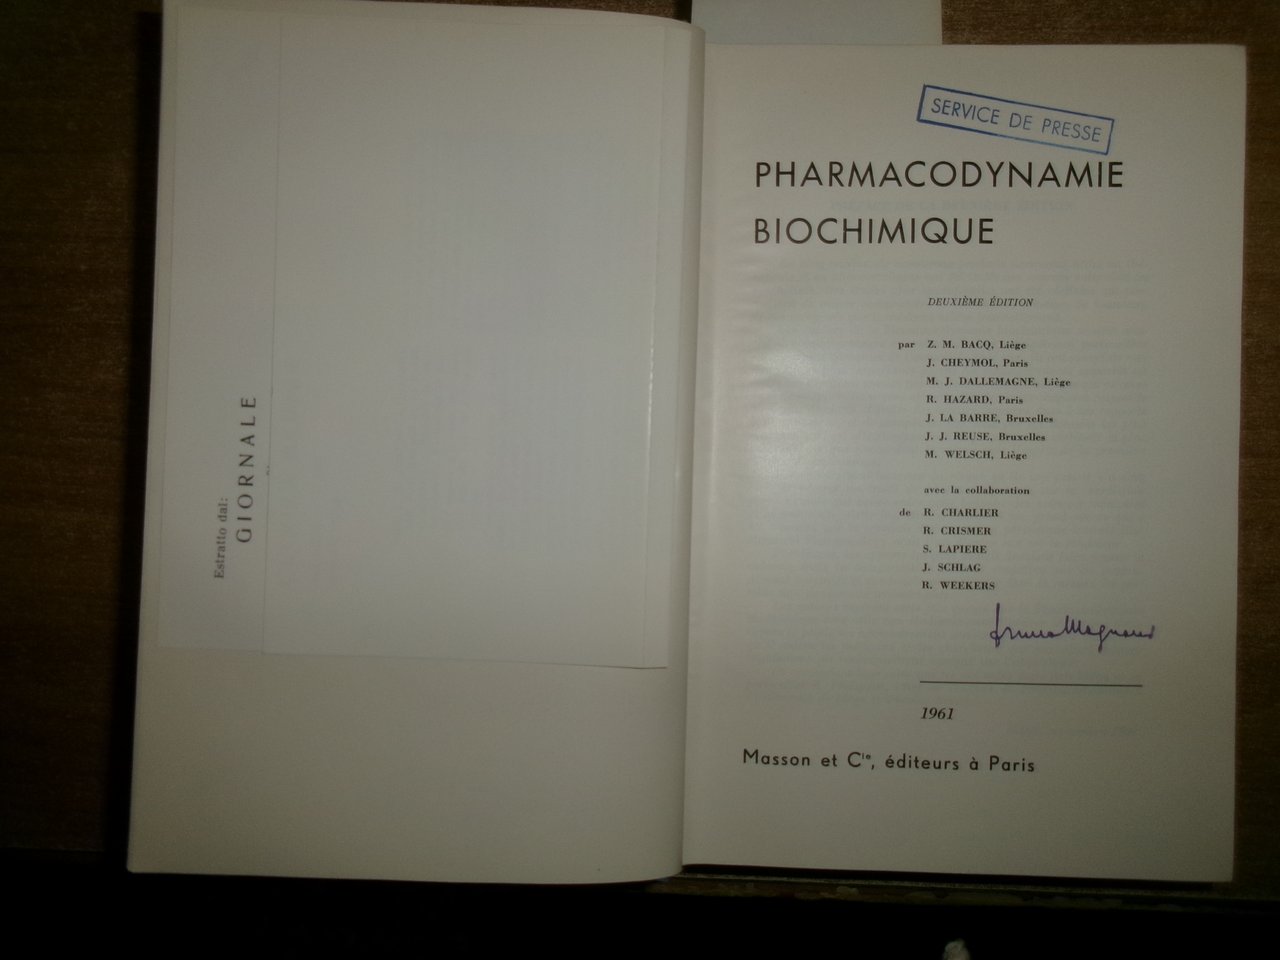 Estratto dal:
GIORNALE
SERVICE DE PRESSE
PHARMACODYNAMIE
BIOCHIMIQUE
DEUXIÈME ÉDITION
par Z. M. BACQ, Liège
J. CHEYMOL, Paris
M. J. DALLEMAGNE, Liège
R. HAZARD, Paris
J. LA BARRE, Bruxelles
J. J. REUSE, Bruxelles
M. WELSCH, Liège
avec la collaboration
de R. CHARLIER
R. CRISMER
S. LAPIERE
J. SCHLAG
R. WEEKERS
1961
Masson et Cie, éditeurs à Paris